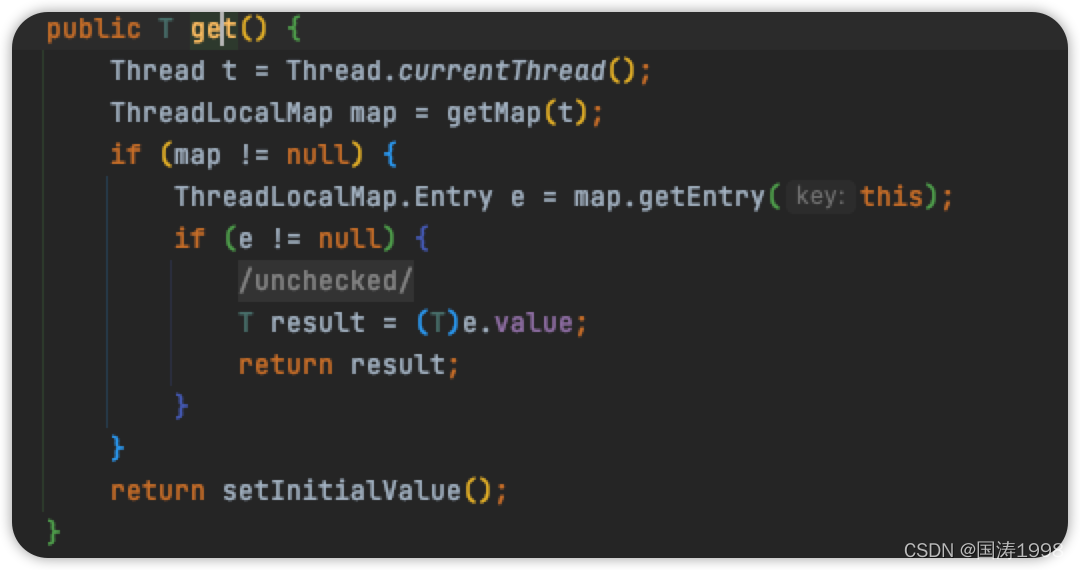 public T get() {
Thread t = Thread.currentThread();
ThreadLocalMap map = getMap(t);
if (map != null) {
ThreadLocalMap.Entry e = map.getEntry( key: this);
if (e != null) {
/unchecked/
T result = (T)e.value;
return result;
}
}
return setInitialValue();
}
CSDN @国涛1998